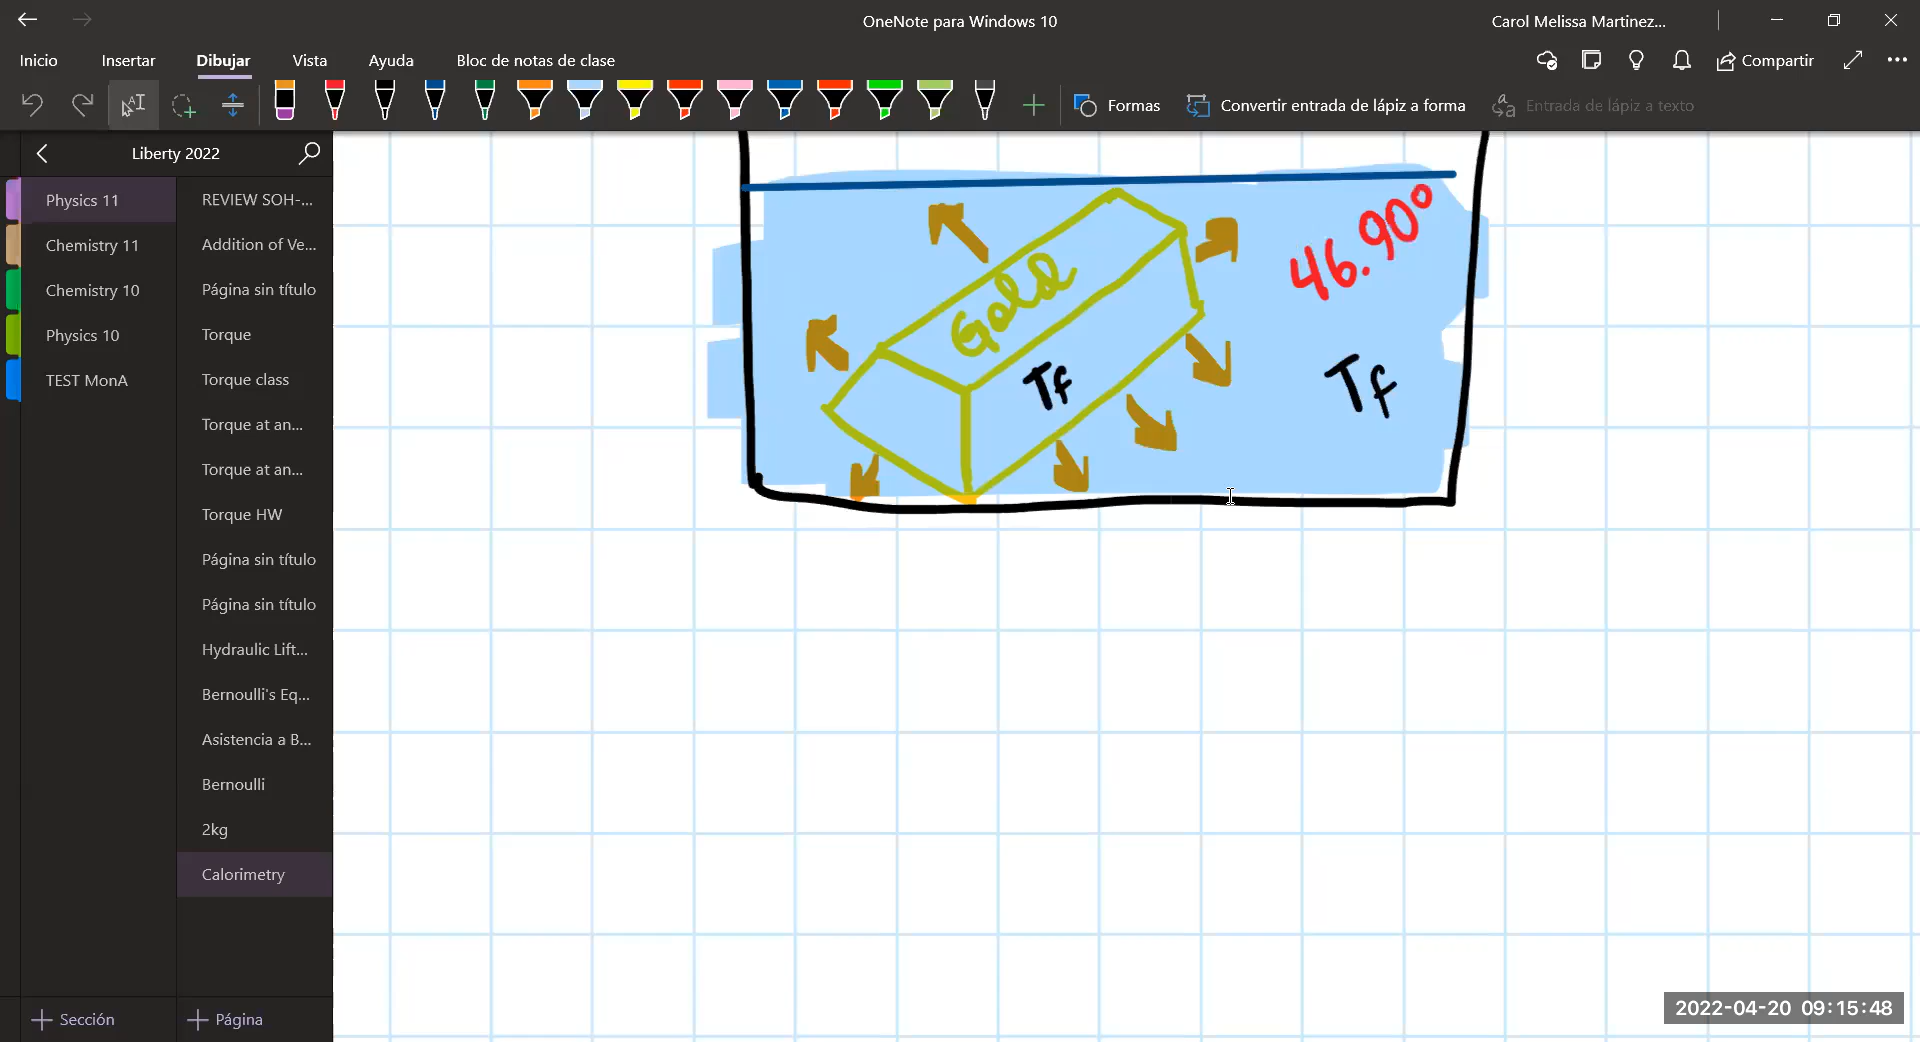 OneNote para Windows 10
Carol Melissa Martinez...
Inicio
Insertar
Dibujar
Vista
Ayuda
Bloc de notas de clase
Compartir
Formas
Convertir entrada de lápiz a forma
Entrada de lápiz a texto
Liberty 2022
Physics 11
Chemistry 11
Chemistry 10
Physics 10
TEST MonA
REVIEW SOH-...
Addition of Ve...
Página sin título
Torque
Torque class
Torque at an...
Torque at an...
Torque HW
Página sin título
Página sin título
Hydraulic Lift...
Bernoulli's Eq...
Asistencia a B...
Bernoulli
2kg
Calorimetry
Sección
Página
46.90°
Gold
Tf
Tf
2022-04-20 09:15:48